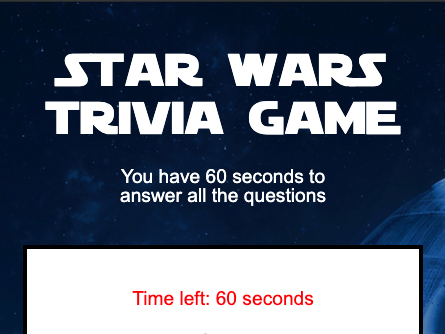 STAR WARS
TRIVIA GAME
You have 60 seconds to
answer all the questions
Time left: 60 seconds